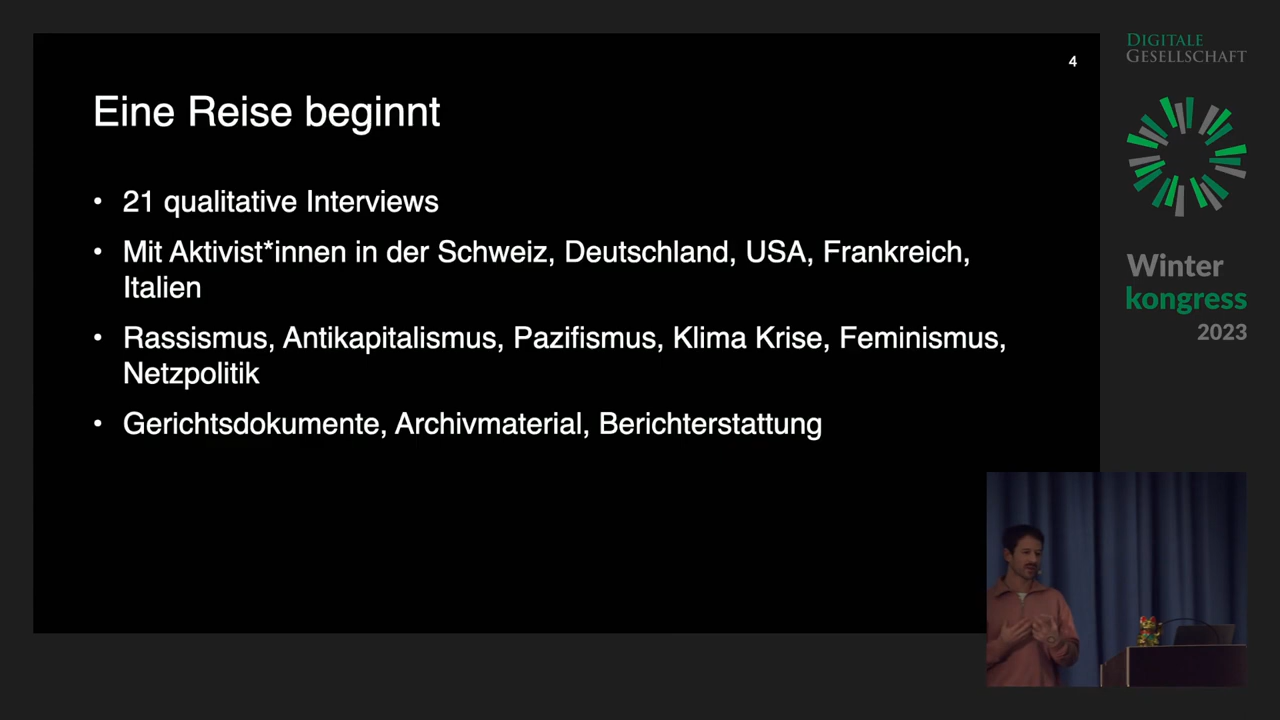 4
Eine Reise beginnt
• 21 qualitative Interviews
• Mit Aktivist*innen in der Schweiz, Deutschland, USA, Frankreich,
Italien
• Rassismus, Antikapitalismus, Pazifismus, Klima Krise, Feminismus,
Netzpolitik
• Gerichtsdokumente, Archivmaterial, Berichterstattung
DIGITALE
GESELLSCHAFT
Winter
kongress
2023